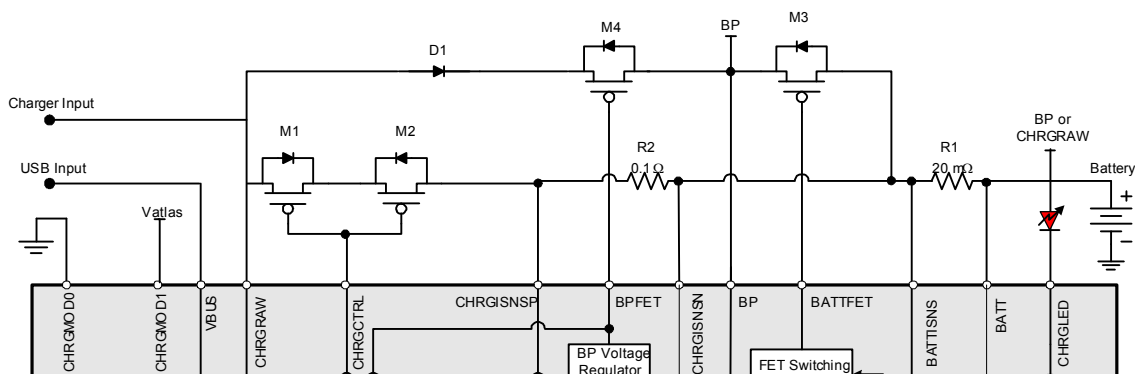 M4
BP
M3
D1
Charger Input
M1
M2
R2
0.1Ω
R1
20 mΩ
BP or
CHRGRAW
USB Input
Battery
Vatlas
+
−
CHRGMOD0
CHRGMOD1
VBUS
CHRGRAW
CHRGCTRL
CHRGISNSP
BPFET
CHRGISNSN
BP
BATTFET
BATTISNS
BATT
CHRGLED
BP Voltage
Regulator
FET Switching